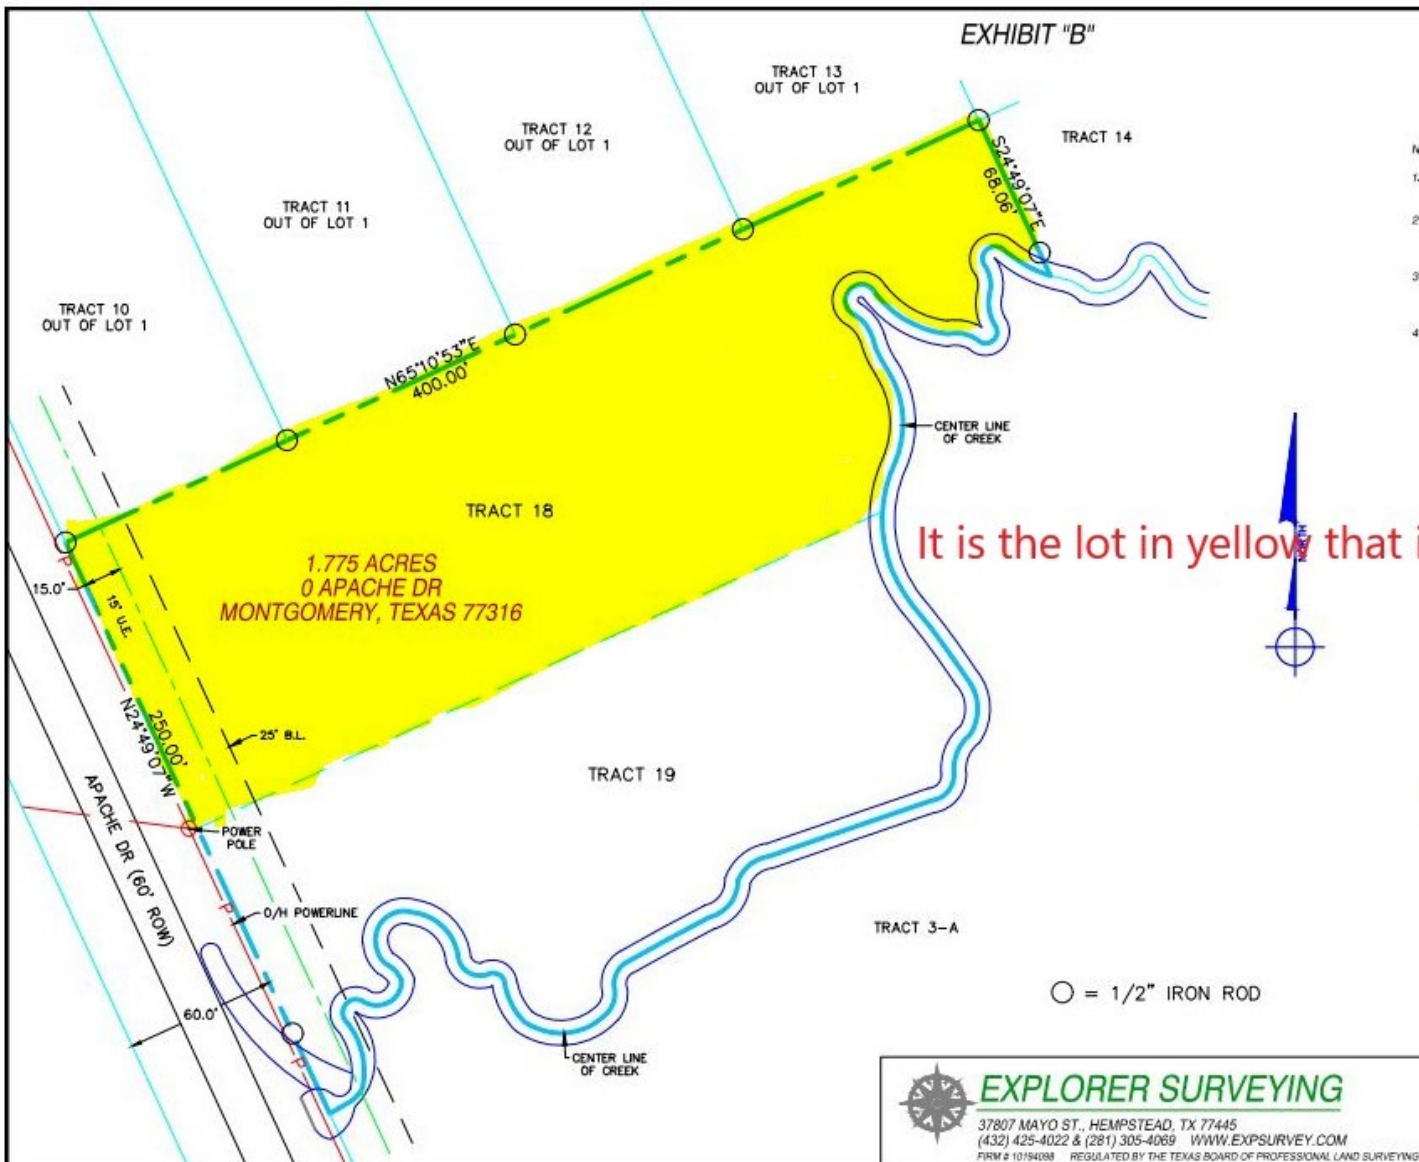 EXHIBIT "B"
TRACT 13
OUT OF LOT 1
TRACT 14
TRACT 12
OUT OF LOT 1
S24°49'07"E
68.06'
TRACT 11
OUT OF LOT 1
TRACT 10
OUT OF LOT 1
N65°10'53"E
400.00'
CENTER LINE
OF CREEK
TRACT 18
It is the lot in yellow that i
NORTH
1.775 ACRES
0 APACHE DR
MONTGOMERY, TEXAS 77316
P
15.0'
15' U.E.
250.00'
N24°49'07"W
25' B.L.
TRACT 19
POWER
POLE
APACHE DR (60' ROW)
P
O/H POWERLINE
TRACT 3-A
60.0'
P
CENTER LINE
OF CREEK
= 1/2" IRON ROD
EXPLORER SURVEYING
37807 MAYO ST., HEMPSTEAD, TX 77445
(432) 425-4022 & (281) 305-4069 WWW.EXPSURVEY.COM
FIRM # 10194098 REGULATED BY THE TEXAS BOARD OF PROFESSIONAL LAND SURVEYING
N
1.
2
3
4